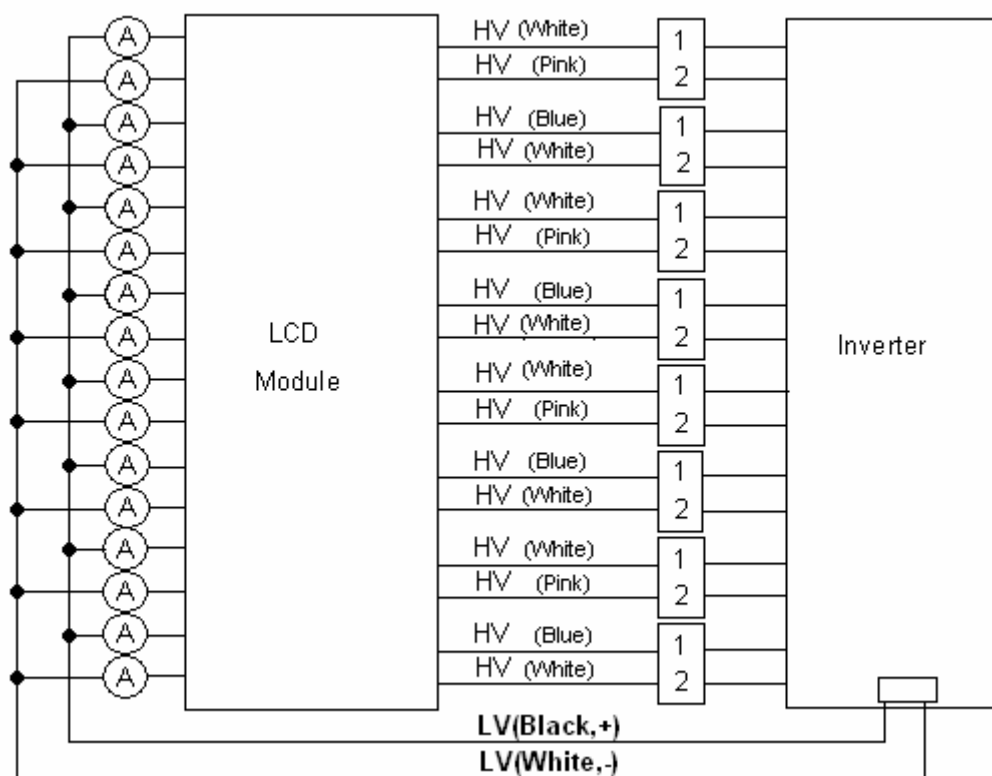 A HV (White) 1
A HV (Pink) 2
A HV (Blue) 1
A HV (White) 2
A HV (White) 1
A HV (Pink) 2
A HV (Blue) 1
A LCD HV (White) 2 Inverter
A Module HV (White) 1
A HV (Pink) 2
A HV (Blue) 1
A HV (White) 2
A HV (White) 1
A HV (Pink) 2
A HV (Blue) 1
A HV (White) 2
LV(Black,+)
LV(White,-)